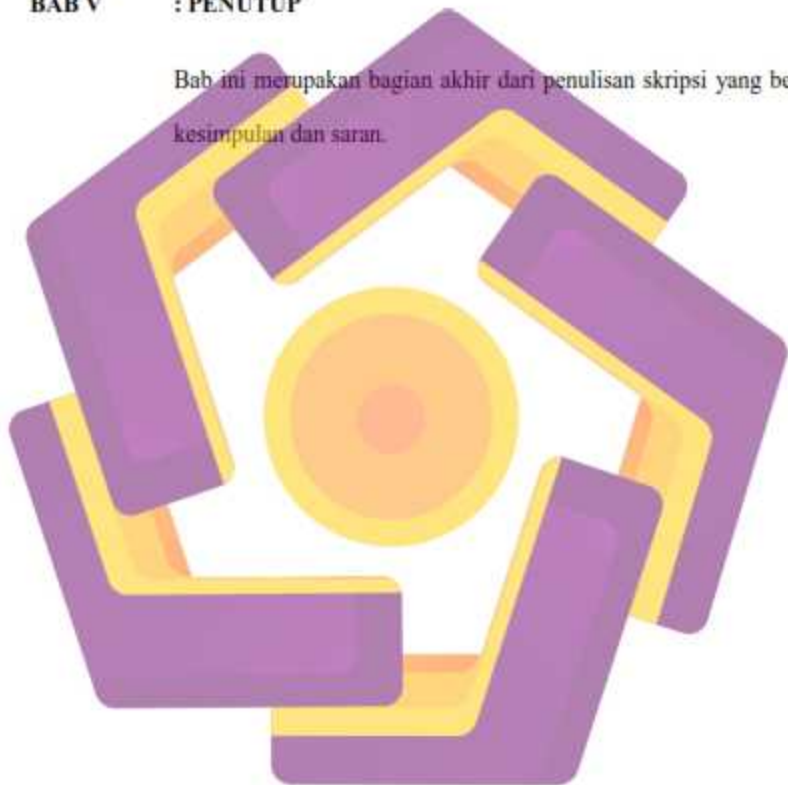 BAB V : PENUTUP
Bab ini merupakan bagian akhir dari penulisan skripsi yang
kesimpulan dan saran.